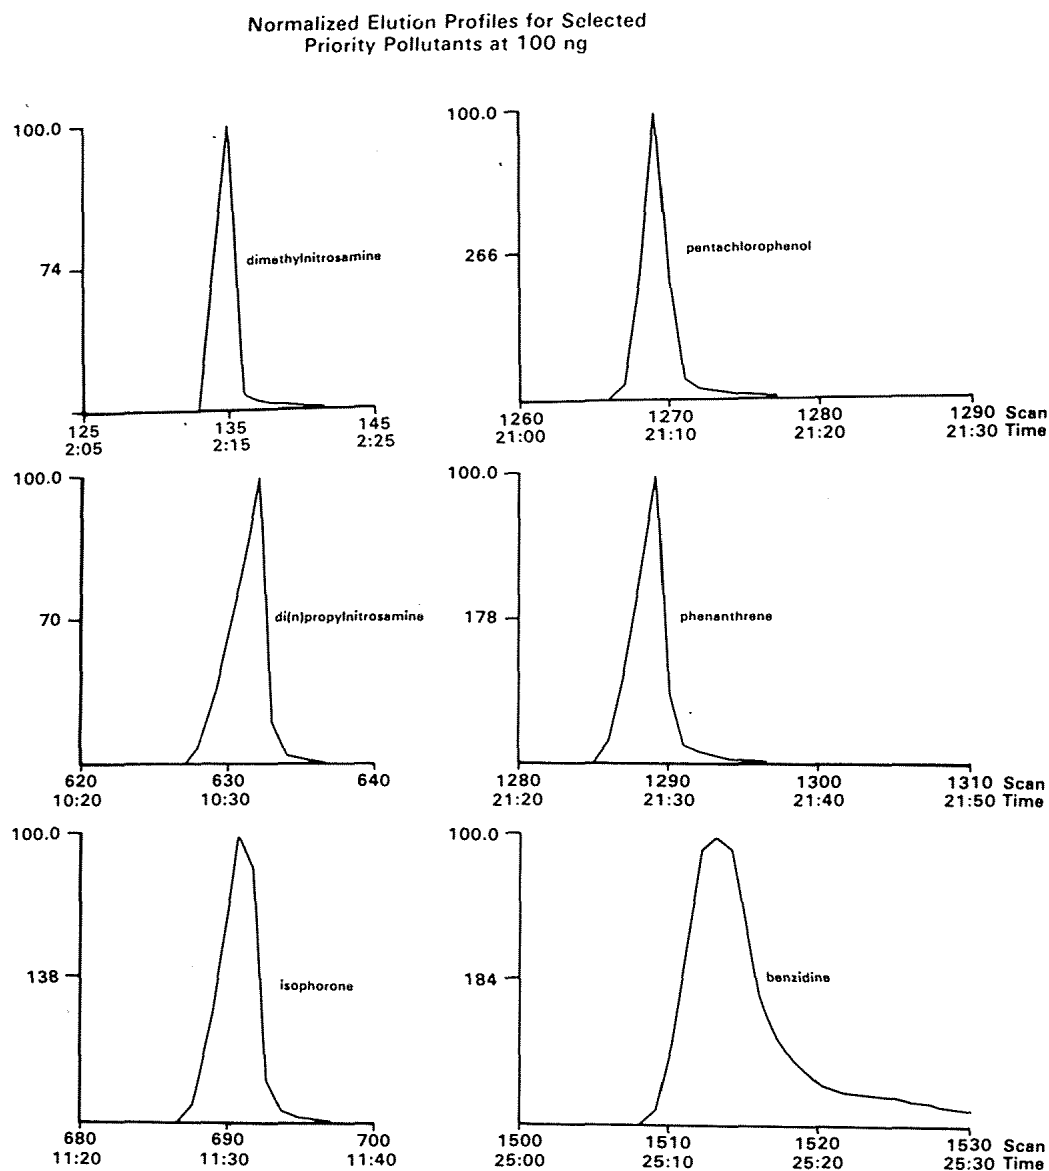 Normalized Elution Profiles for Selected
Priority Pollutants at 100 ng
100.0
74
dimethylnitrosamine
125 135 145
2:05 2:15 2:25
100.0
266
pentachlorophenol
1260 1270 1280 1290 Scan
21:00 21:10 21:20 21:30 Time
100.0
70
di(n)propylnitrosamine
620 630 640
10:20 10:30
100.0
178
phenanthrene
1280 1290 1300 1310 Scan
21:20 21:30 21:40 21:50 Time
100.0
138
isophorone
680 690 700
11:20 11:30 11:40
100.0
184
benzidine
1500 1510 1520 1530 Scan
25:00 25:10 25:20 25:30 Time